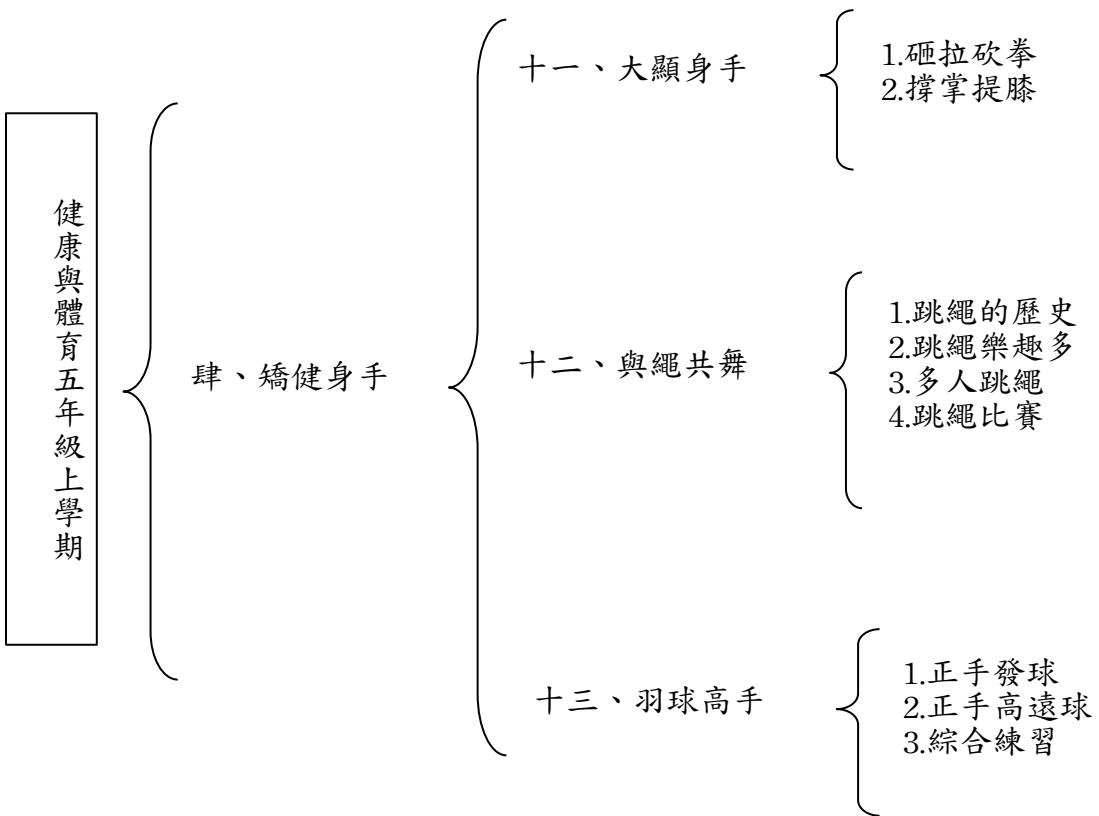 健康與體育五年級上學期
肆、矯健身手
十一、大顯身手
1.砸拉砍拳
2.撐掌提膝
十二、與繩共舞
1.跳繩的歷史
2.跳繩樂趣多
3.多人跳繩
4.跳繩比賽
十三、羽球高手
1.正手發球
2.正手高遠球
3.綜合練習